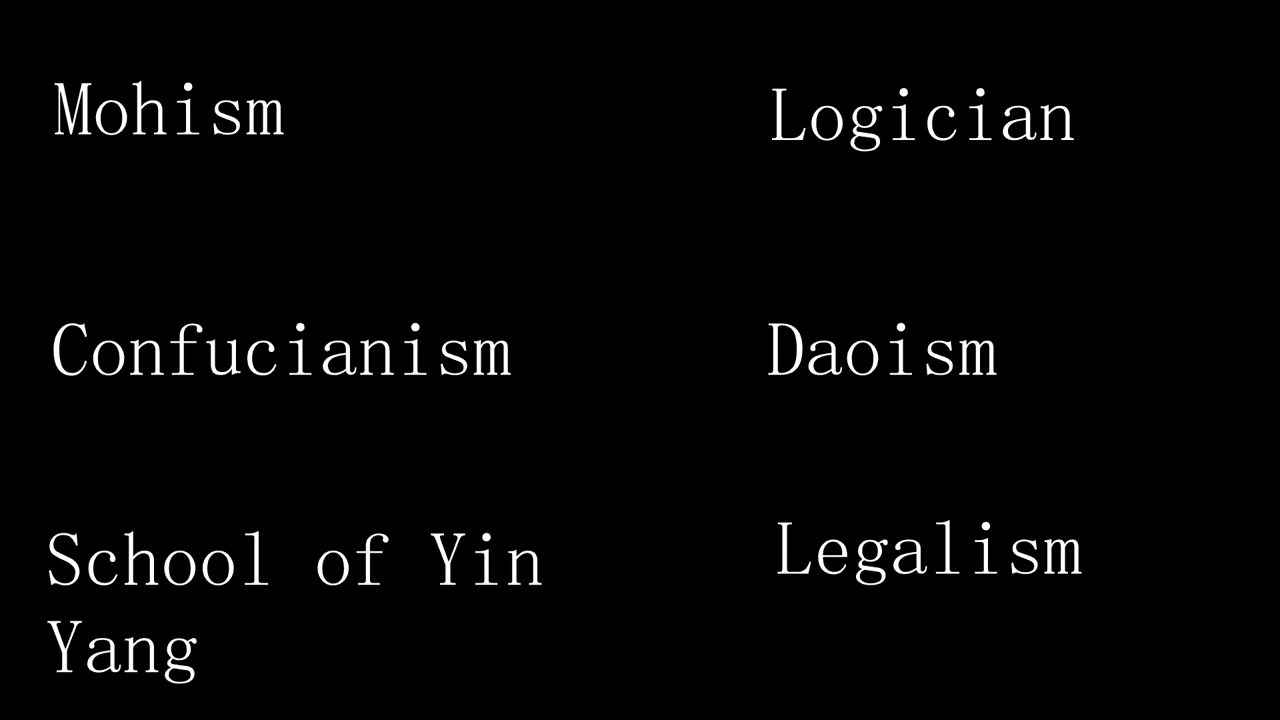 Mohism
Logician
Confucianism
Daoism
School of Yin
Yang
Legalism